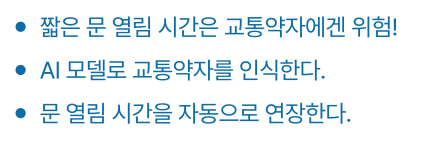 • 짧은 문 열림 시간은 교통약자에겐 위험!
• AI 모델로 교통약자를 인식한다.
• 문 열림 시간을 자동으로 연장한다.